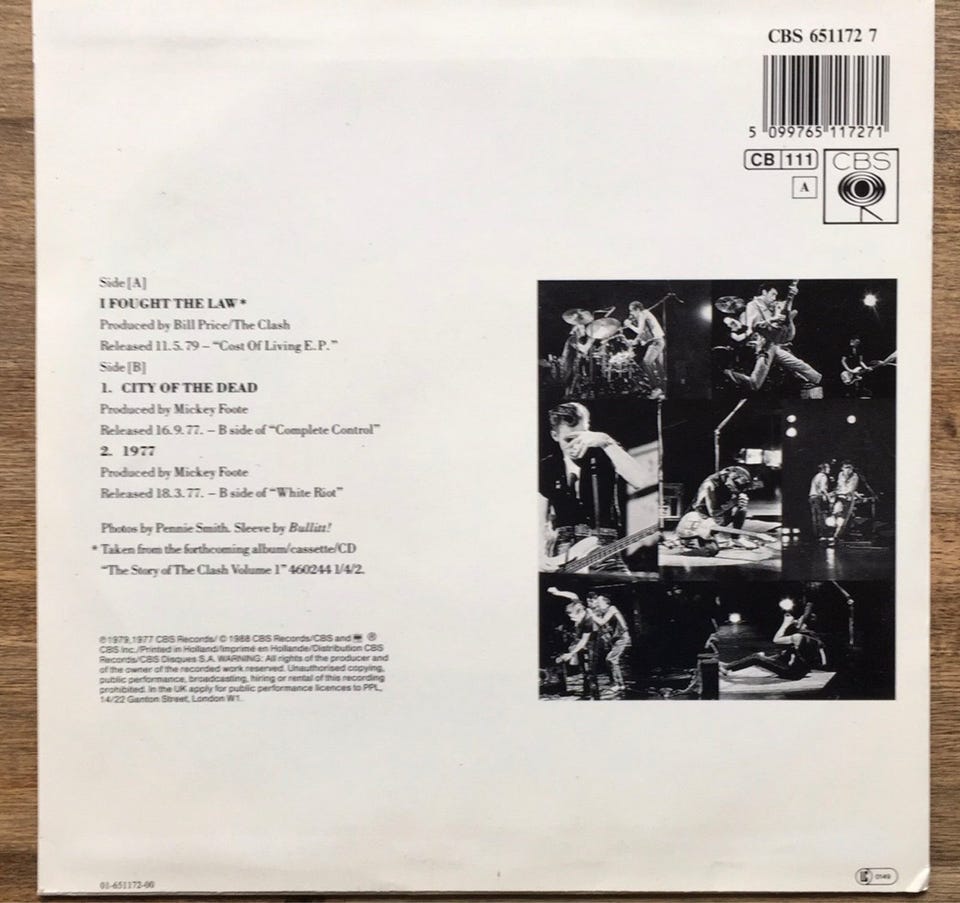 CBS 651172 7
5 099765 117271
CB 111
CBS
A
Side [A]
I FOUGHT THE LAW*
Produced by Bill Price/The Clash
Released 11.5.79 – “Cost Of Living E.P.”
Side [B]
1. CITY OF THE DEAD
Produced by Mickey Foote
Released 16.9.77. – B side of “Complete Control”
2. 1977
Produced by Mickey Foote
Released 18.3.77. – B side of “White Riot”
Photos by Pennie Smith. Sleeve by Bullitt!
* Taken from the forthcoming album/cassette/CD
“The Story of The Clash Volume 1” 460244 1/4/2.
℗ 1979, 1977 CBS Records/ © 1988 CBS Records/CBS and ®
CBS Inc./Printed in Holland/Imprimé en Hollande/Distribution CBS
Records/CBS Disques S.A. WARNING: All rights of the producer and
of the owner of the recorded work reserved. Unauthorised copying,
public performance, broadcasting, hiring or rental of this recording
prohibited. In the UK apply for public performance licences to PPL,
14/22 Ganton Street, London W1.
01-651172-00
0149